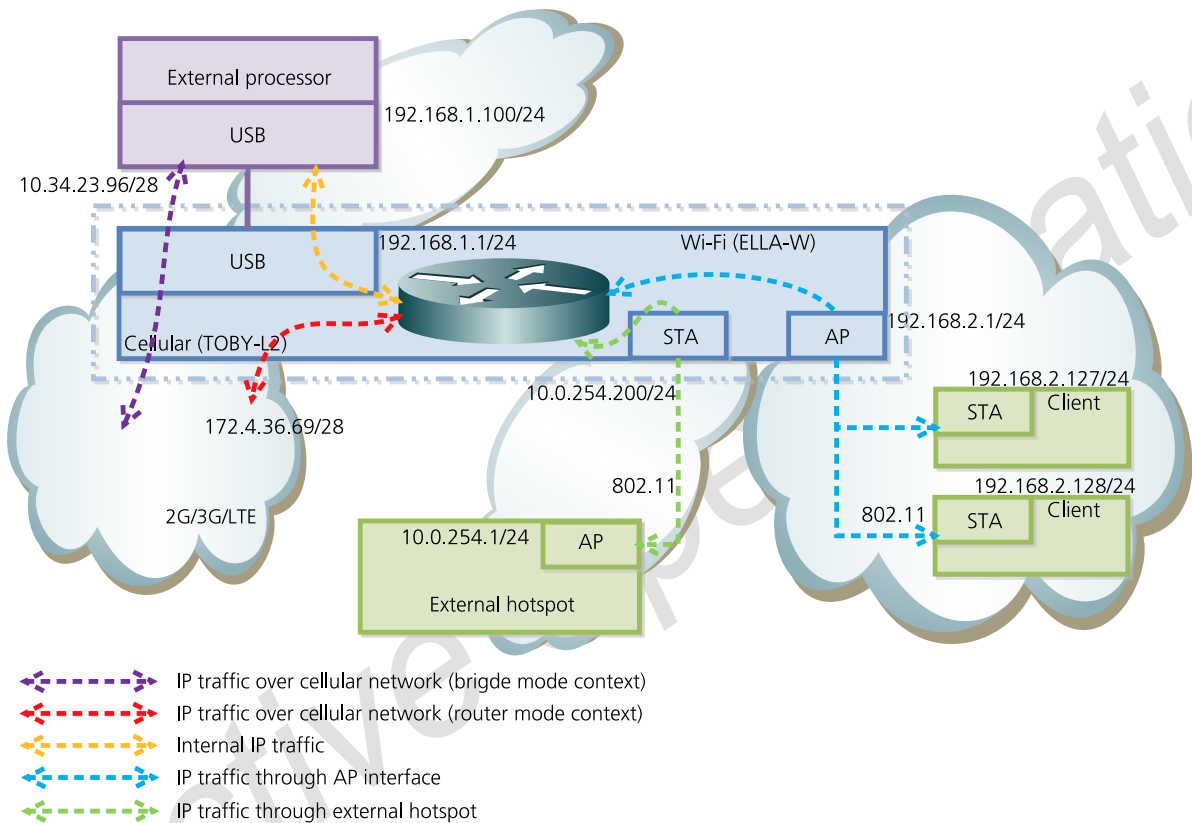 External processor
USB
192.168.1.100/24
10.34.23.96/28
USB
192.168.1.1/24
Wi-Fi (ELLA-W)
Cellular (TOBY-L2)
STA
AP
192.168.2.1/24
10.0.254.200/24
172.4.36.69/28
192.168.2.127/24
STA
Client
802.11
192.168.2.128/24
802.11
STA
Client
2G/3G/LTE
10.0.254.1/24
AP
External hotspot
IP traffic over cellular network (brigde mode context)
IP traffic over cellular network (router mode context)
Internal IP traffic
IP traffic through AP interface
IP traffic through external hotspot